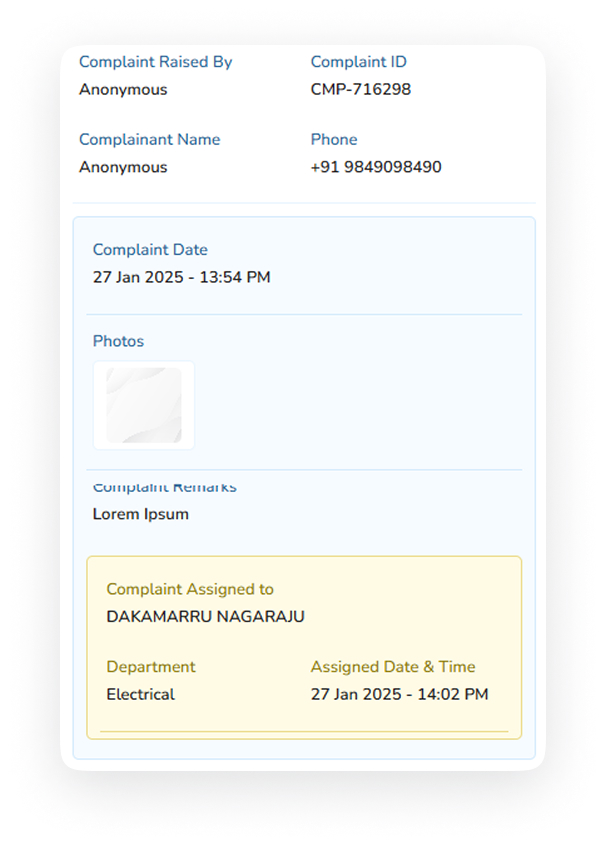 Complaint Raised By
Complaint ID
Anonymous
CMP-716298
Complainant Name
Phone
Anonymous
+91 9849098490
Complaint Date
27 Jan 2025 - 13:54 PM
Photos
Complaint Remarks
Lorem Ipsum
Complaint Assigned to
DAKAMARRU NAGARAJU
Department
Assigned Date & Time
Electrical
27 Jan 2025 - 14:02 PM